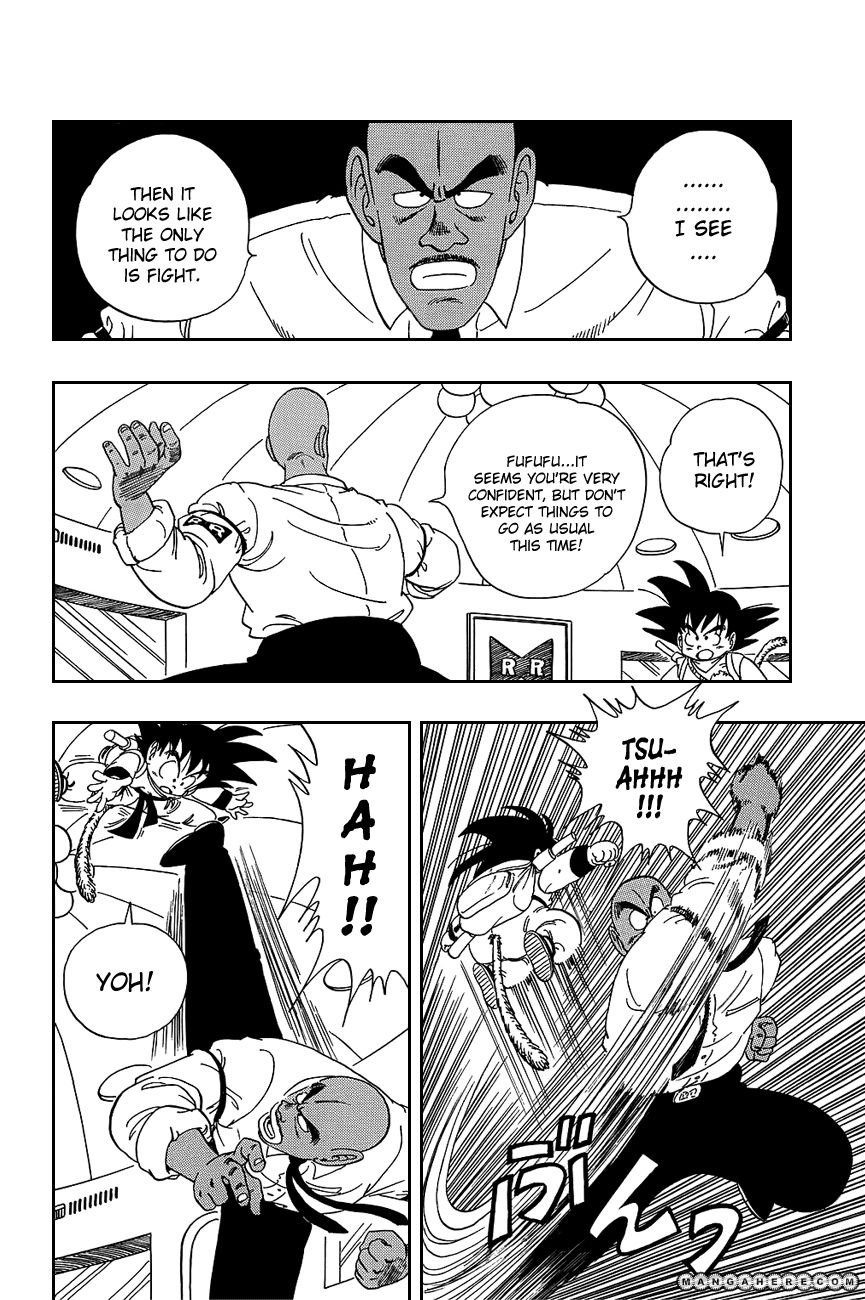 ......
........
I SEE
....
THEN IT
LOOKS LIKE
THE ONLY
THING TO DO
IS FIGHT.
THAT'S
RIGHT!
FUFUFU...IT
SEEMS YOU'RE VERY
CONFIDENT, BUT DON'T
EXPECT THINGS TO
GO AS USUAL
THIS TIME!
RR
R R
TSU-
AHHH
!!!
ぶんっ
HAH!!
YOH!
MANGAHERE.COM